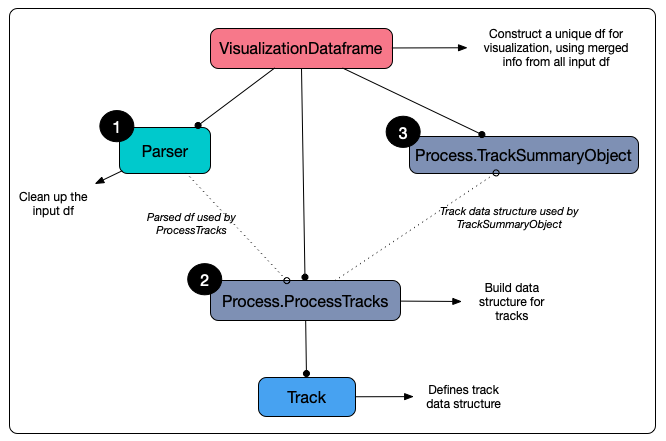 VisualizationDataframe
Construct a unique df for
visualization, using merged
info from all input df
1
Parser
3
Process.TrackSummaryObject
Clean up the
input df
Parsed df used by
ProcessTracks
Track data structure used by
TrackSummaryObject
2
Process.ProcessTracks
Build data
structure for
tracks
Track
Defines track
data structure